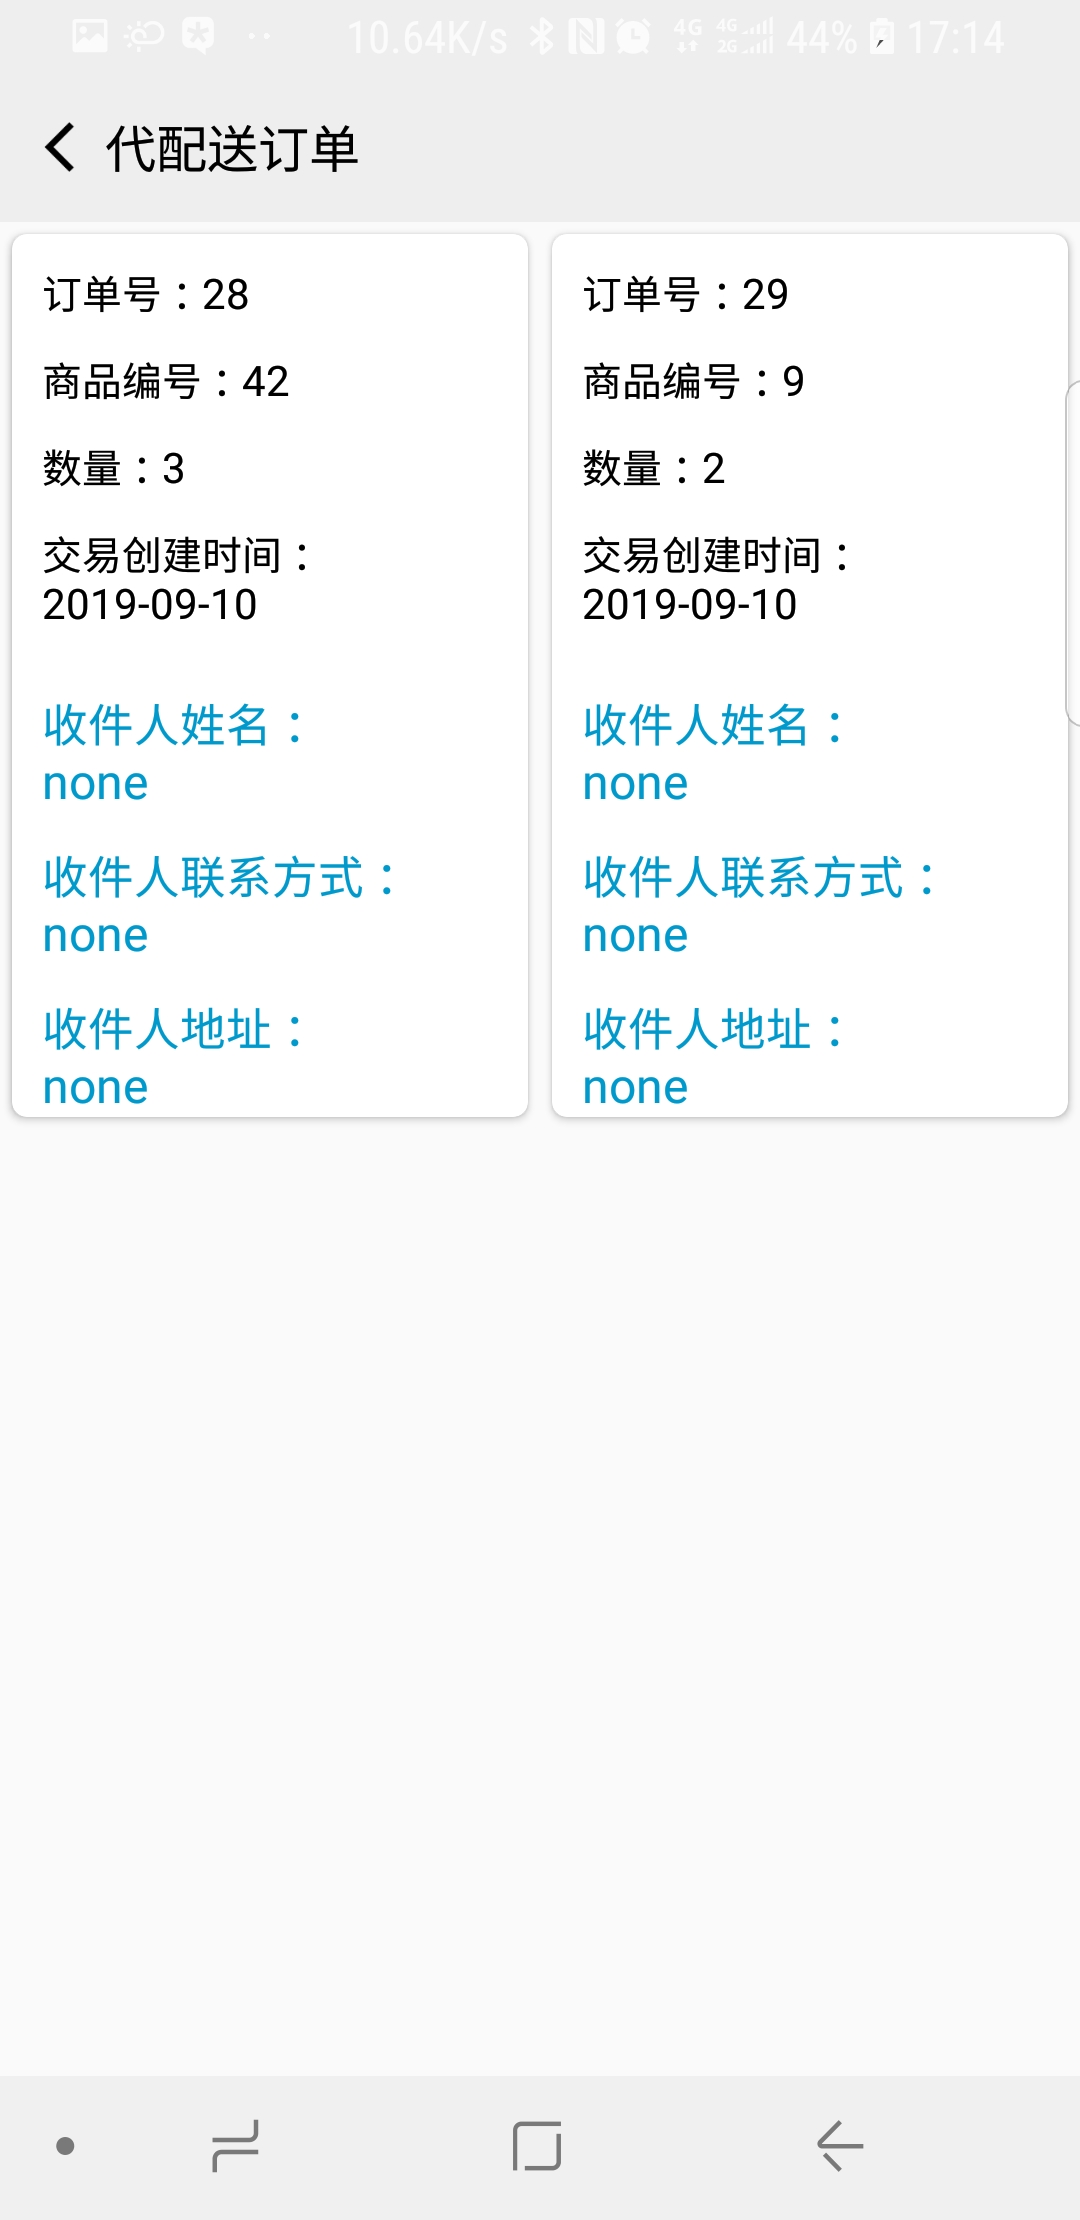 10.64K/s 4G 4G 2G 44% 17:14
代配送订单
订单号：28
商品编号：42
数量：3
交易创建时间：
2019-09-10
收件人姓名：
none
收件人联系方式：
none
收件人地址：
none
订单号：29
商品编号：9
数量：2
交易创建时间：
2019-09-10
收件人姓名：
none
收件人联系方式：
none
收件人地址：
none